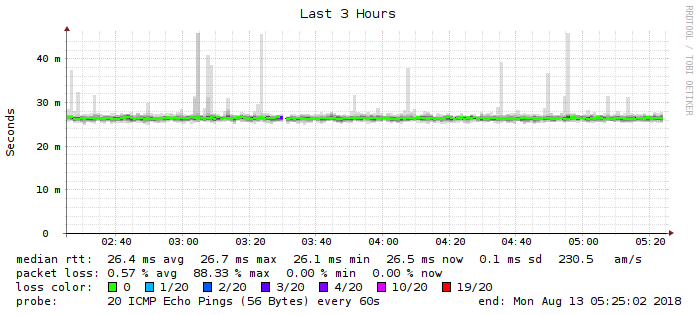 Last 3 Hours
RRDTOOL / TOBI OETIKER
Seconds
40 m
30 m
20 m
10 m
0
02:40 03:00 03:20 03:40 04:00 04:20 04:40 05:00 05:20
median rtt: 26.4 ms avg 26.7 ms max 26.1 ms min 26.5 ms now 0.1 ms sd 230.5 am/s
packet loss: 0.57 % avg 88.33 % max 0.00 % min 0.00 % now
loss color: 0 1/20 2/20 3/20 4/20 10/20 19/20
probe: 20 ICMP Echo Pings (56 Bytes) every 60s end: Mon Aug 13 05:25:02 2018